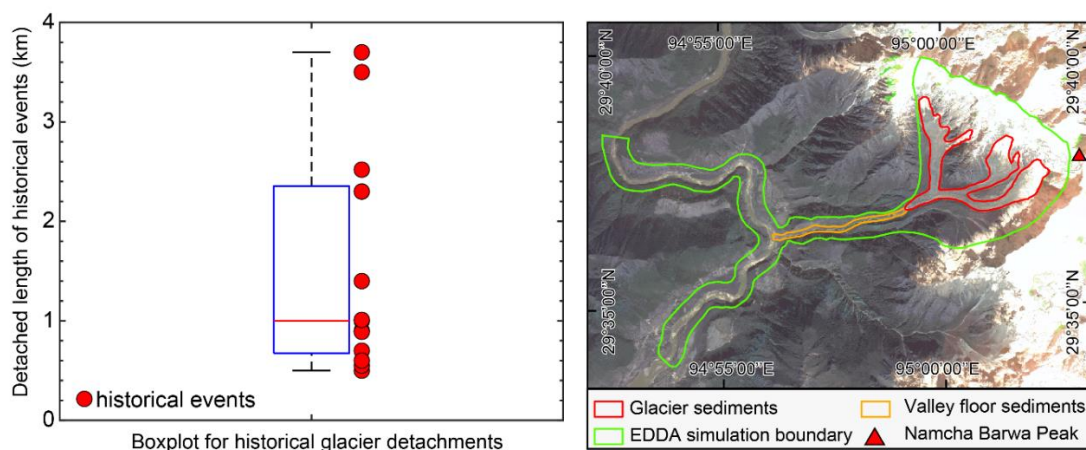 Detached length of historical events (km)
4
3
2
1
0
historical events
Boxplot for historical glacier detachments
94°55'00"E
95°00'00"E
29°40'00"N
29°40'00"N
29°35'00"N
29°35'00"N
94°55'00"E
95°00'00"E
Glacier sediments
Valley floor sediments
EDDA simulation boundary
Namcha Barwa Peak